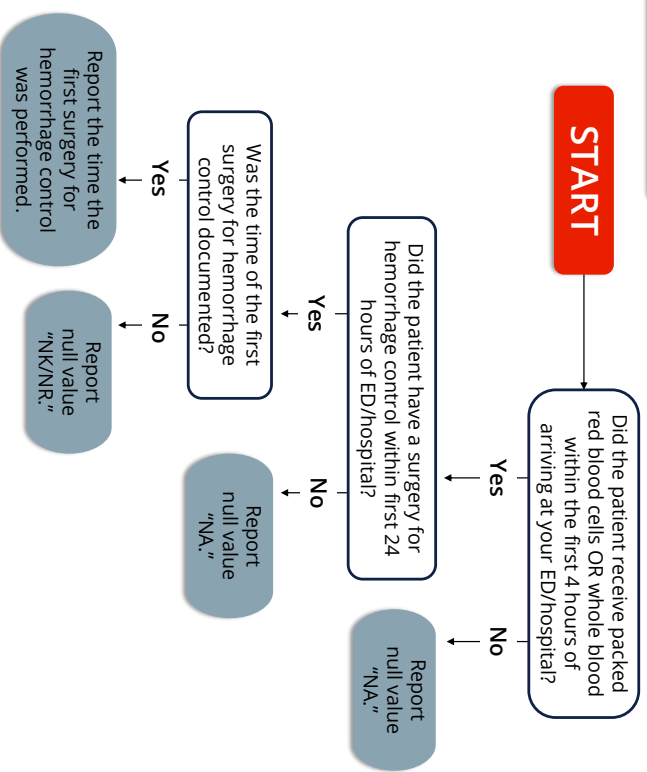 START
Did the patient receive packed
red blood cells OR whole blood
within the first 4 hours of
arriving at your ED/hospital?
Yes
No
Did the patient have a surgery for
hemorrhage control within first 24
hours of ED/hospital?
Report
null value
“NA.”
Yes
No
Was the time of the first
surgery for hemorrhage
control documented?
Report
null value
“NA.”
Yes
No
Report the time the
first surgery for
hemorrhage control
was performed.
Report
null value
“NK/NR.”